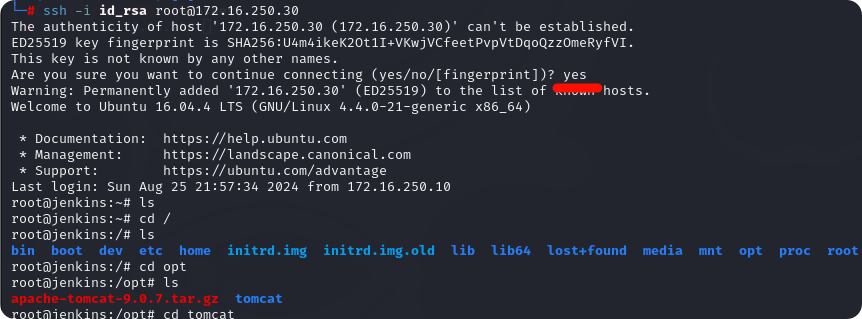 └─# ssh -i id_rsa root@172.16.250.30
The authenticity of host '172.16.250.30 (172.16.250.30)' can't be established.
ED25519 key fingerprint is SHA256:U4m4ikeK2Ot1I+VKwjVCfeetPvpVtDqoQzzOmeRyfVI.
This key is not known by any other names.
Are you sure you want to continue connecting (yes/no/[fingerprint])? yes
Warning: Permanently added '172.16.250.30' (ED25519) to the list of known hosts.
Welcome to Ubuntu 16.04.4 LTS (GNU/Linux 4.4.0-21-generic x86_64)
* Documentation:  https://help.ubuntu.com
* Management:     https://landscape.canonical.com
* Support:        https://ubuntu.com/advantage
Last login: Sun Aug 25 21:57:34 2024 from 172.16.250.10
root@jenkins:~# ls
root@jenkins:~# cd /
root@jenkins:/# ls
bin  boot  dev  etc  home  initrd.img  initrd.img.old  lib  lib64  lost+found  media  mnt  opt  proc  root
root@jenkins:/# cd opt
root@jenkins:/opt# ls
apache-tomcat-9.0.7.tar.gz  tomcat
root@jenkins:/opt# cd tomcat